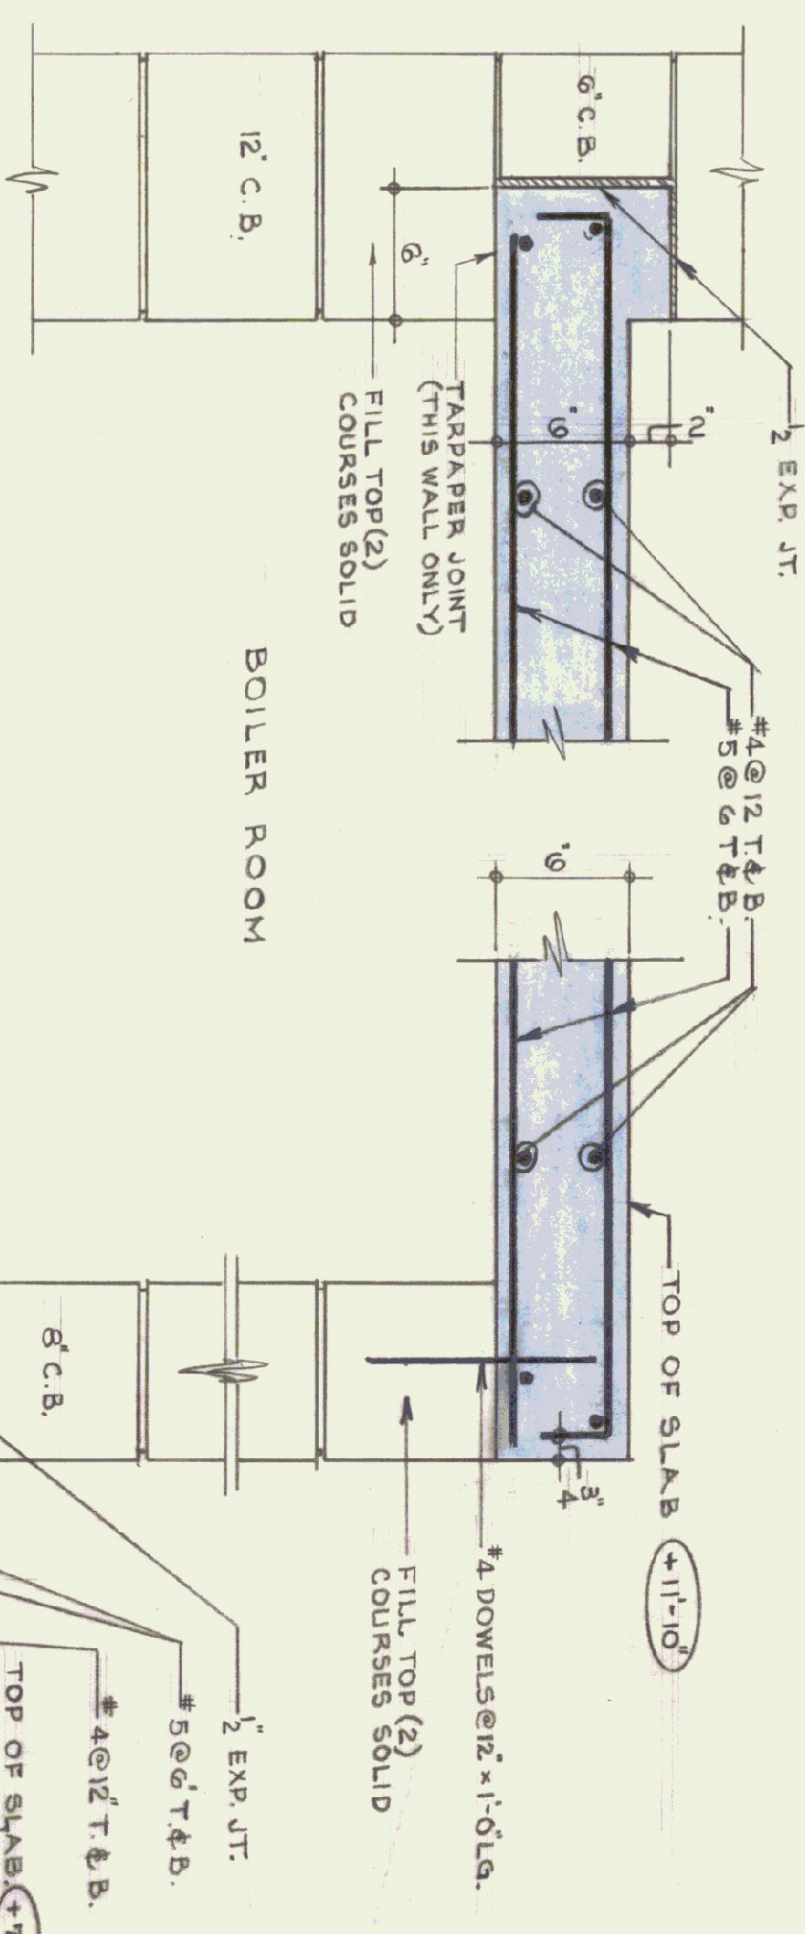 6" C.B.
12" C.B.
6"
TARPAPER JOINT
(THIS WALL ONLY)
FILL TOP(2)
COURSES SOLID
6"
2"
1/2 EXP. JT.
#4@12 T.&B.
#5@6 T&B.
6"
BOILER ROOM
TOP OF SLAB +11'-10"
8" C.B.
3"
4
#4 DOWELS@12" x 1'-0" LG.
FILL TOP (2)
COURSES SOLID
1/2" EXP. JT.
#5@6" T.&B.
#4@12" T.&B.
TOP OF SLAB